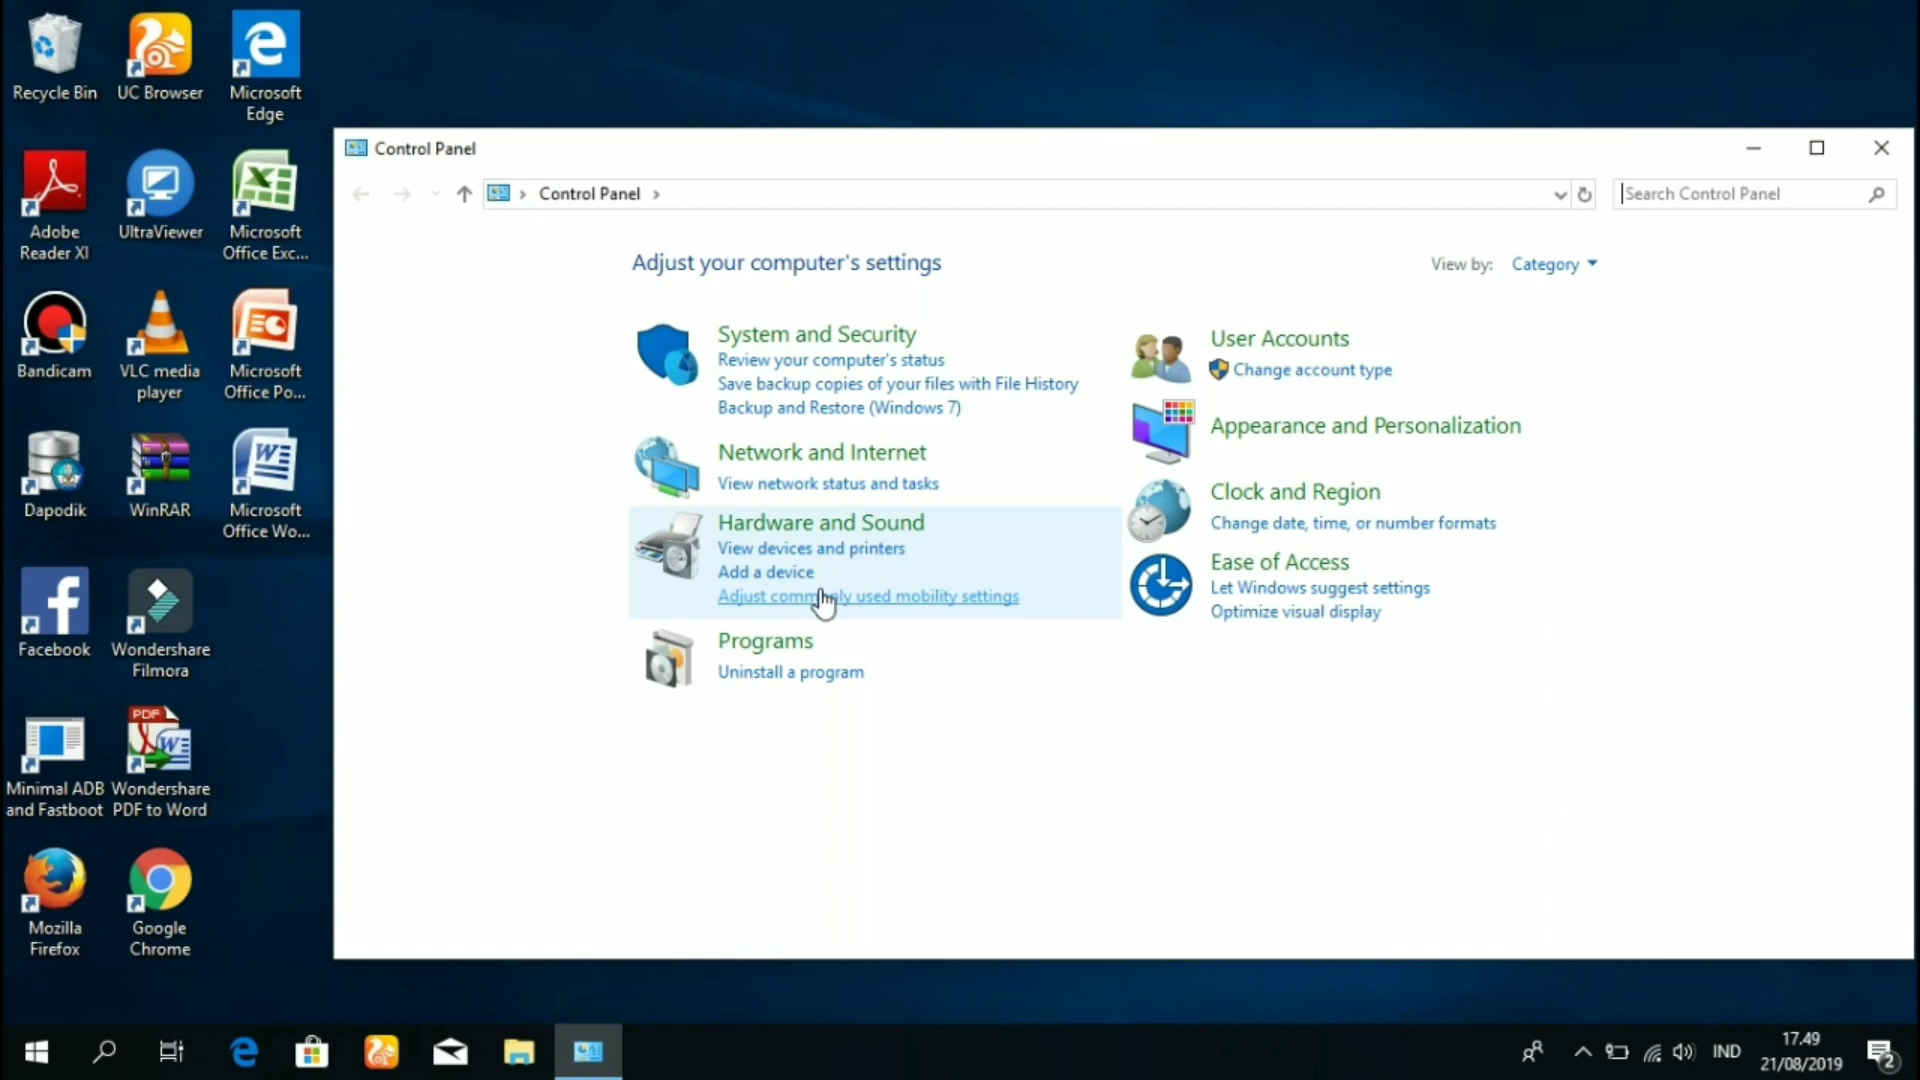 Recycle Bin
UC Browser
Microsoft
Edge
Adobe
Reader XI
UltraViewer
Microsoft
Office Exc...
Bandicam
VLC media
player
Microsoft
Office Po...
Dapodik
WinRAR
Microsoft
Office Wo...
Facebook
Wondershare
Filmora
Minimal ADB
and Fastboot
PDF
Wondershare
PDF to Word
Mozilla
Firefox
Google
Chrome
Control Panel
Control Panel
Search Control Panel
Adjust your computer's settings
View by: Category
System and Security
Review your computer's status
Save backup copies of your files with File History
Backup and Restore (Windows 7)
Network and Internet
View network status and tasks
Hardware and Sound
View devices and printers
Add a device
Adjust commonly used mobility settings
Programs
Uninstall a program
User Accounts
Change account type
Appearance and Personalization
Clock and Region
Change date, time, or number formats
Ease of Access
Let Windows suggest settings
Optimize visual display
IND
17.49
21/08/2019
2